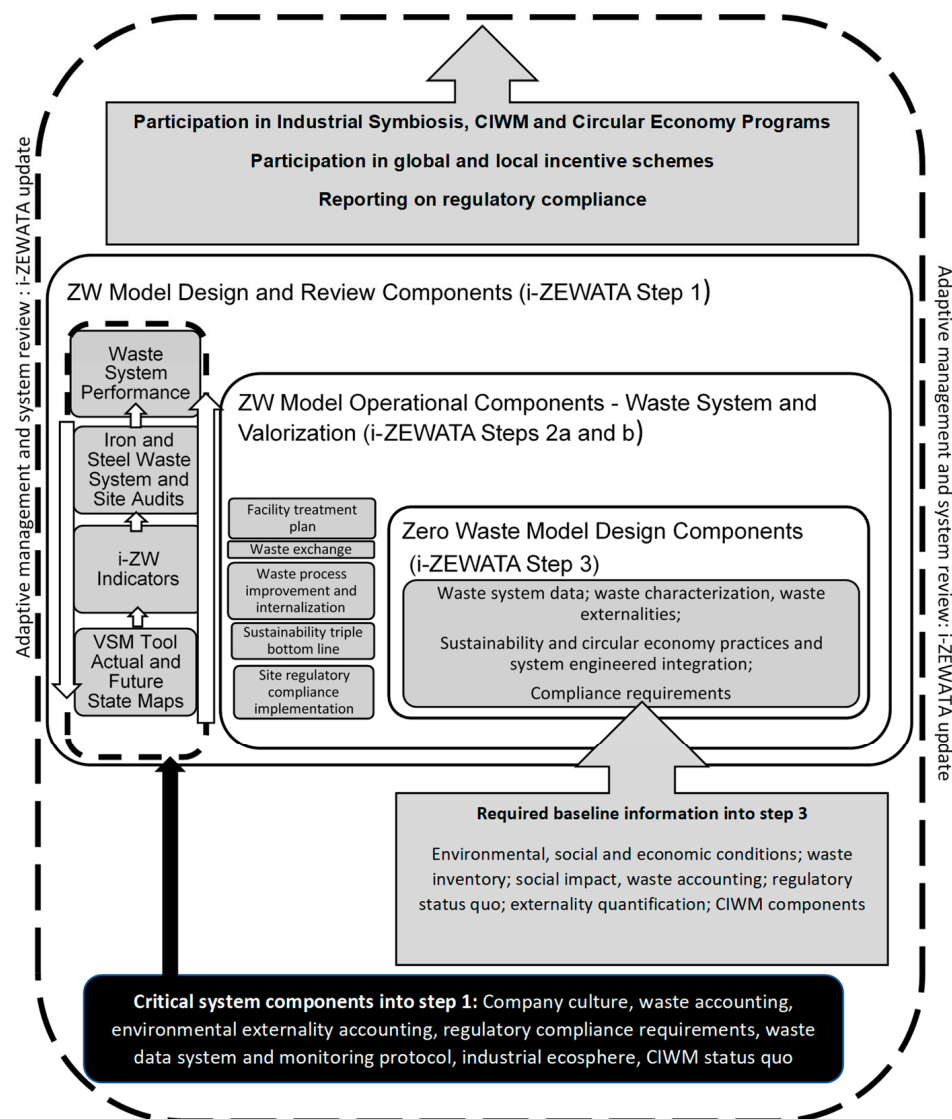 Participation in Industrial Symbiosis, CIWM and Circular Economy Programs
Participation in global and local incentive schemes
Reporting on regulatory compliance
Adaptive management and system review : i-ZEWATA update
Adaptive management and system review: i-ZEWATA update
ZW Model Design and Review Components (i-ZEWATA Step 1)
Waste
System
Performance
Iron and
Steel Waste
System and
Site Audits
i-ZW
Indicators
VSM Tool
Actual and
Future
State Maps
ZW Model Operational Components - Waste System and
Valorization (i-ZEWATA Steps 2a and b)
Facility treatment
plan
Waste exchange
Waste process
improvement and
internalization
Sustainability triple
bottom line
Site regulatory
compliance
implementation
Zero Waste Model Design Components
(i-ZEWATA Step 3)
Waste system data; waste characterization, waste
externalities;
Sustainability and circular economy practices and
system engineered integration;
Compliance requirements
Required baseline information into step 3
Environmental, social and economic conditions; waste
inventory; social impact, waste accounting; regulatory
status quo; externality quantification; CIWM components
Critical system components into step 1: Company culture, waste accounting,
environmental externality accounting, regulatory compliance requirements, waste
data system and monitoring protocol, industrial ecosphere, CIWM status quo